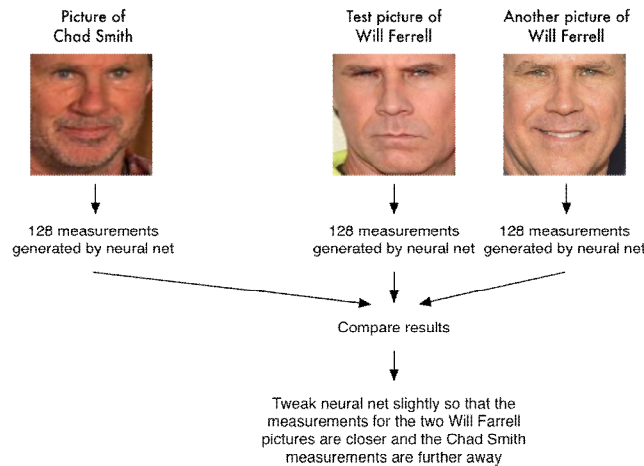 Picture of
Chad Smith
Test picture of
Will Ferrell
Another picture of
Will Ferrell
128 measurements
generated by neural net
128 measurements
generated by neural net
128 measurements
generated by neural net
Compare results
Tweak neural net slightly so that the
measurements for the two Will Farrell
pictures are closer and the Chad Smith
measurements are further away